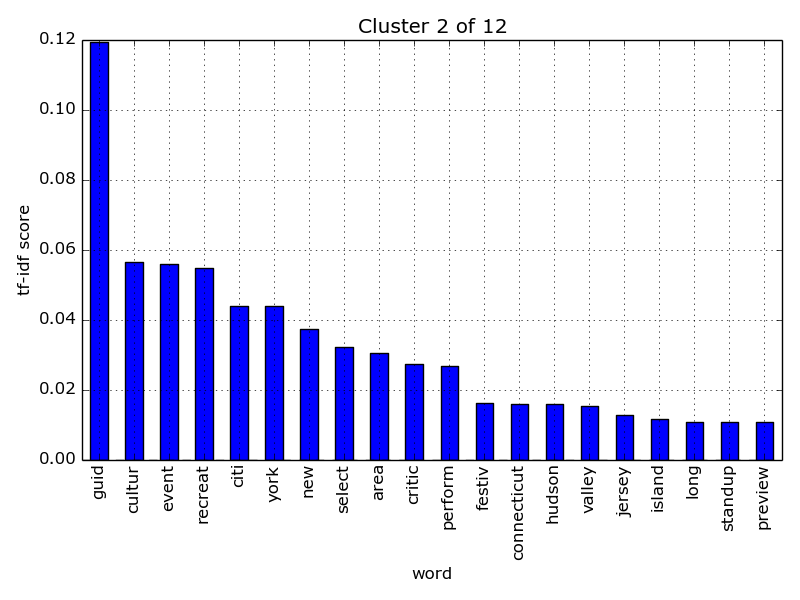 Cluster 2 of 12
0.12
0.10
0.08
0.06
0.04
0.02
0.00
tf-idf score
guid
cultur
event
recreat
citi
york
new
select
area
critic
perform
festiv
connecticut
hudson
valley
jersey
island
long
standup
preview
word